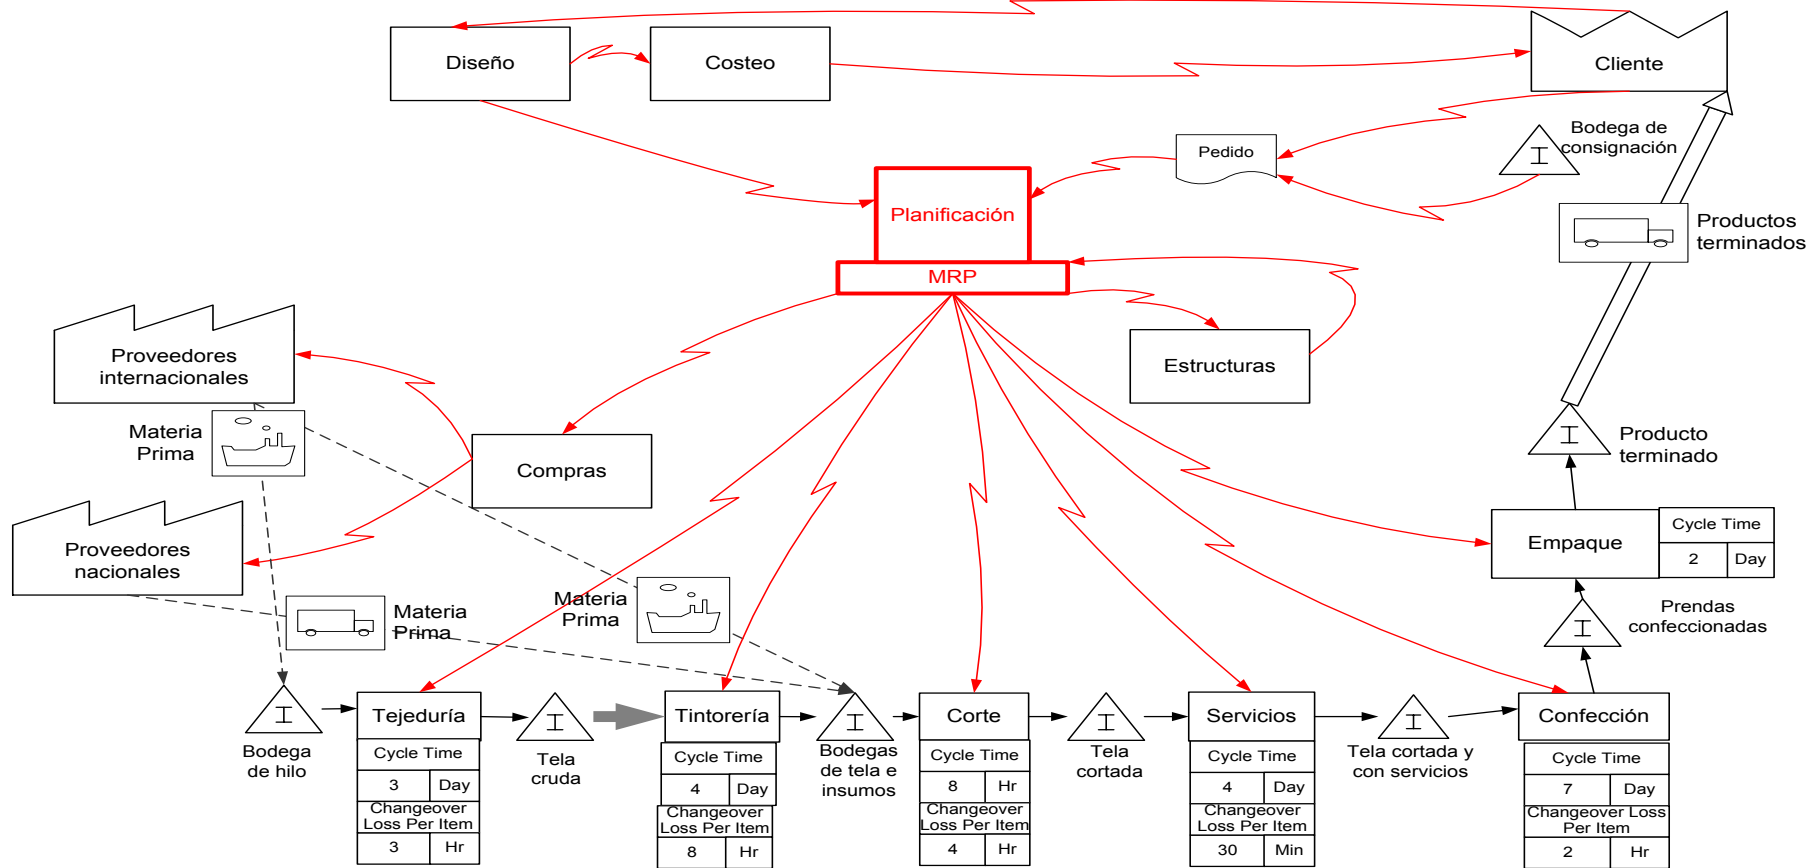 Diseño
Costeo
Cliente
Pedido
Bodega de
consignación
Planificación
MRP
Productos
terminados
Proveedores
internacionales
Estructuras
Materia
Prima
Compras
Producto
terminado
Proveedores
nacionales
Empaque
Cycle Time
2 Day
Materia
Prima
Materia
Prima
Prendas
confeccionadas
I
I
I
I
I
I
I
I
Bodega
de hilo
Tejeduría
Cycle Time
3 Day
Changeover
Loss Per Item
3 Hr
Tela
cruda
Tintorería
Cycle Time
4 Day
Changeover
Loss Per Item
8 Hr
Bodegas
de tela e
insumos
Corte
Cycle Time
8 Hr
Changeover
Loss Per Item
4 Hr
Tela
cortada
Servicios
Cycle Time
4 Day
Changeover
Loss Per Item
30 Min
Tela cortada y
con servicios
Confección
Cycle Time
7 Day
Changeover Loss
Per Item
2 Hr